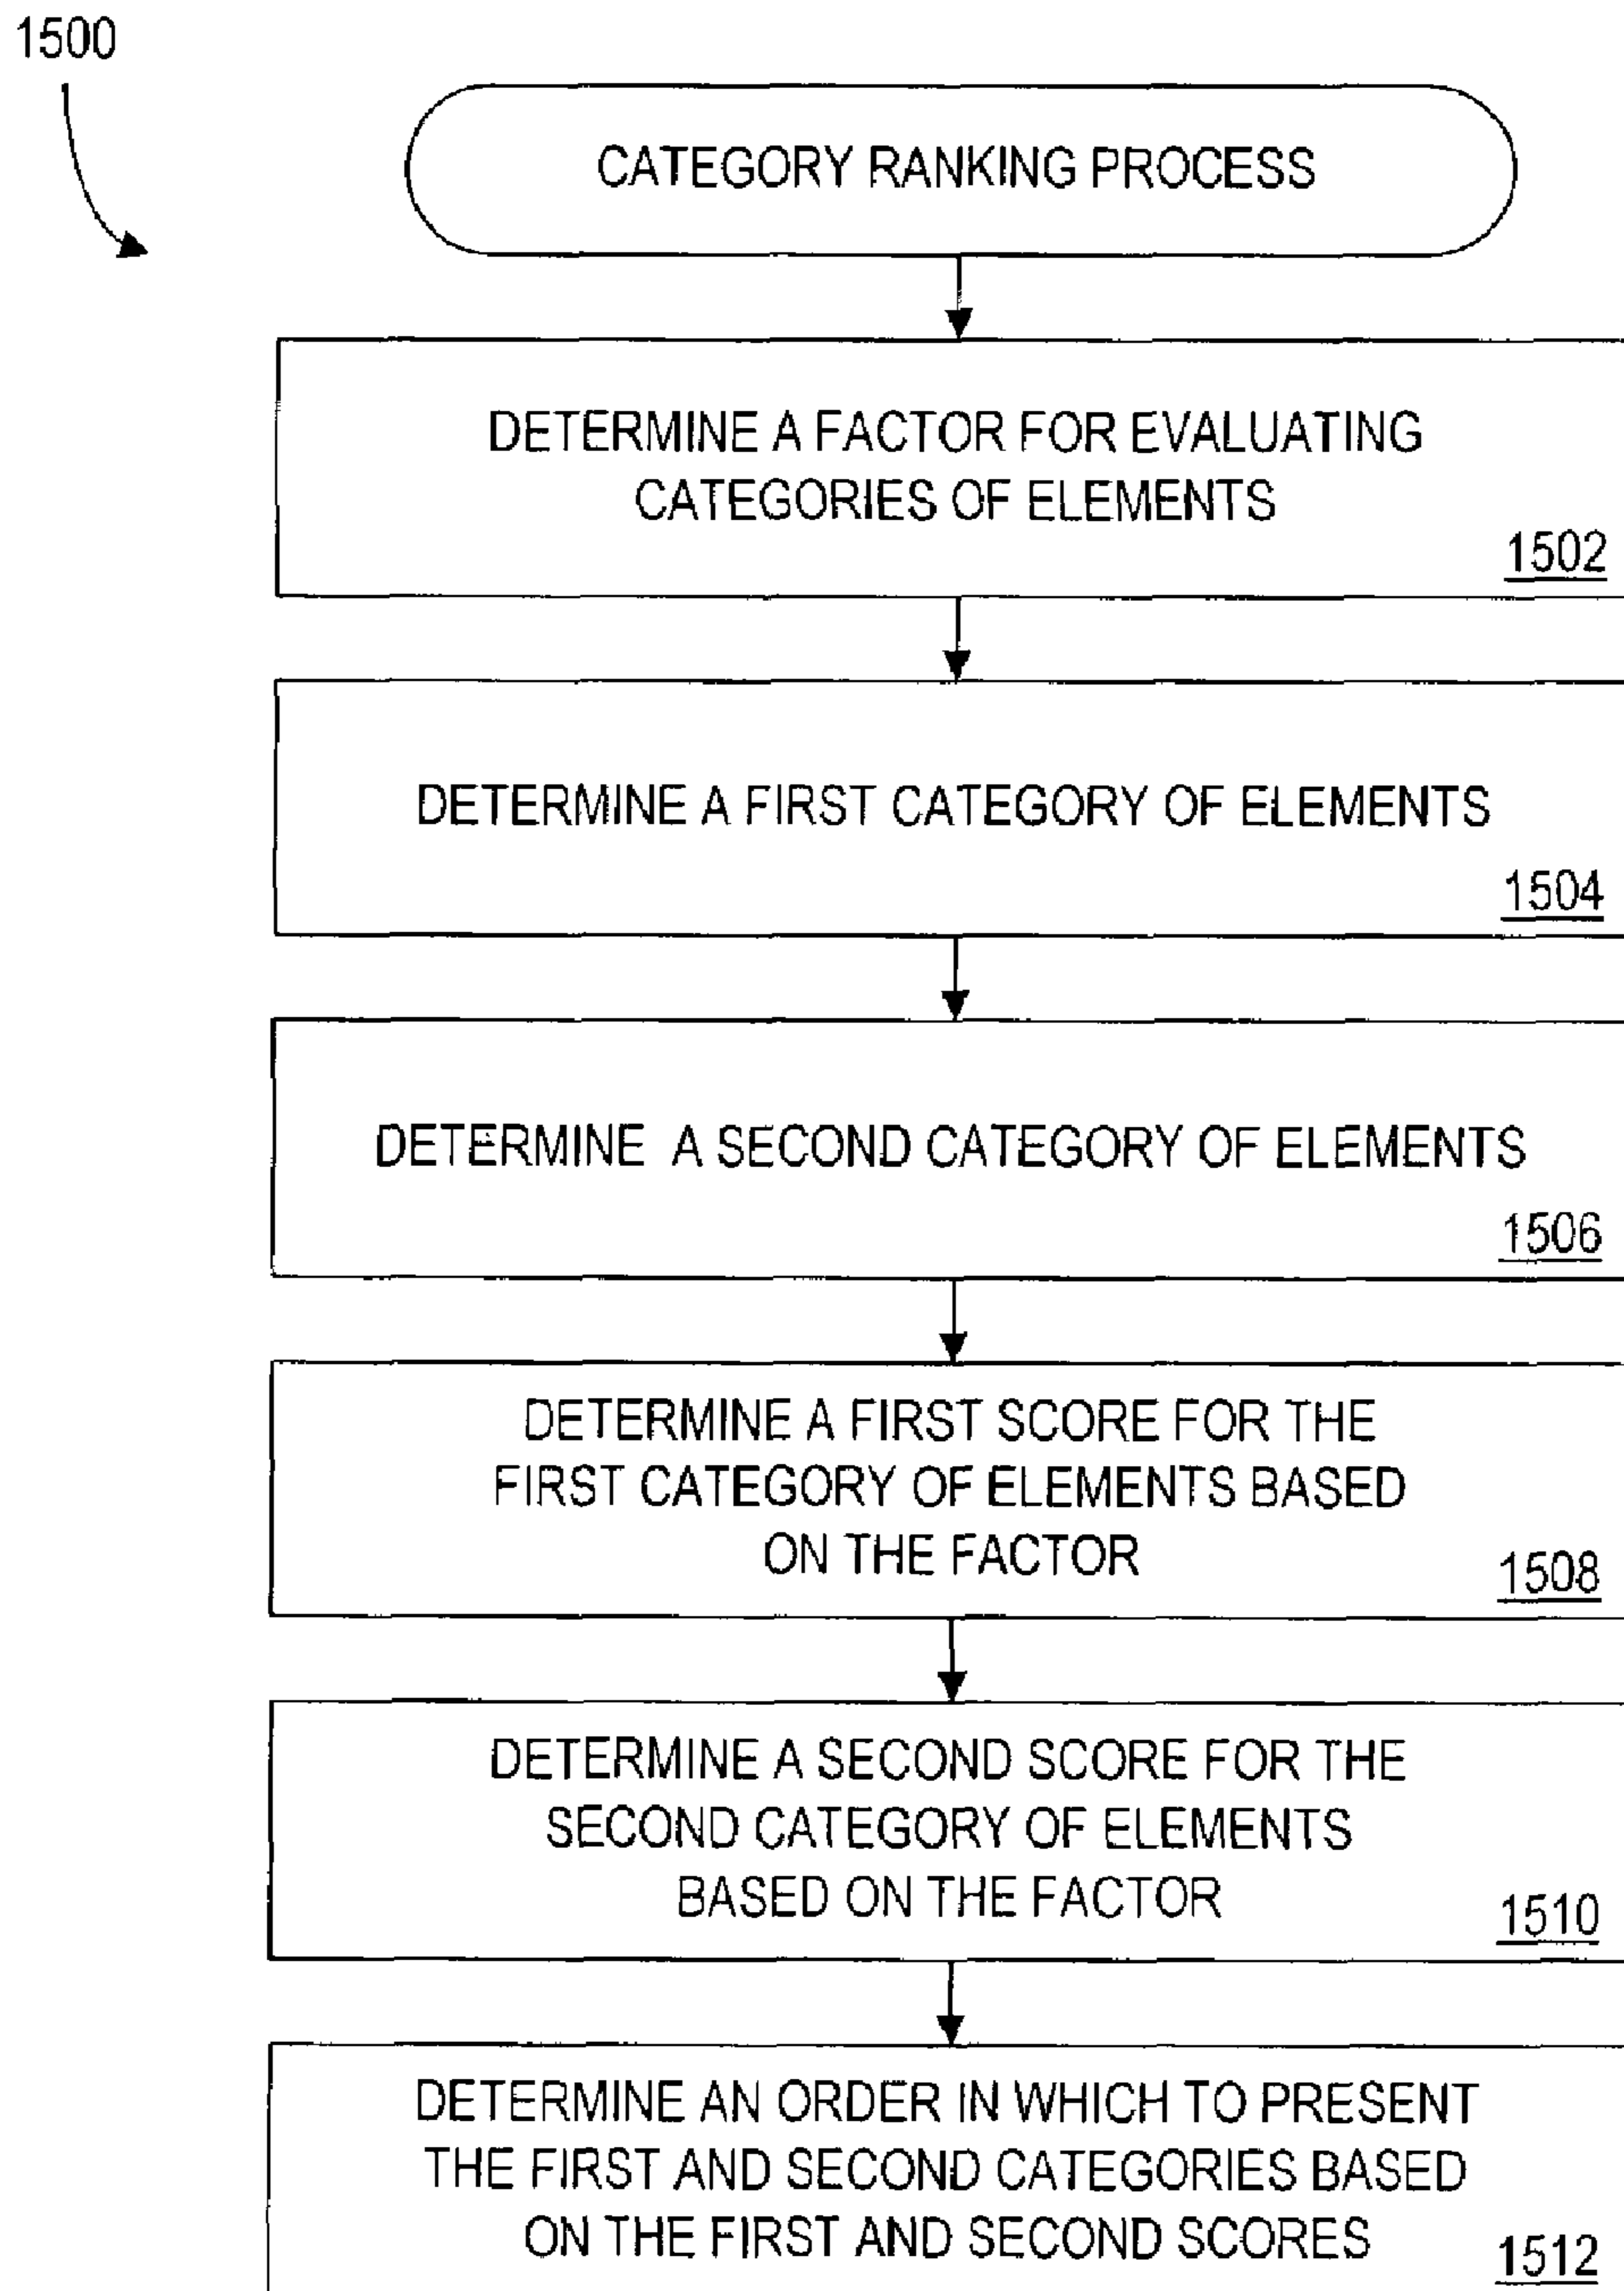 1500
CATEGORY RANKING PROCESS
DETERMINE A FACTOR FOR EVALUATING
CATEGORIES OF ELEMENTS
1502
DETERMINE A FIRST CATEGORY OF ELEMENTS
1504
DETERMINE A SECOND CATEGORY OF ELEMENTS
1506
DETERMINE A FIRST SCORE FOR THE
FIRST CATEGORY OF ELEMENTS BASED
ON THE FACTOR
1508
DETERMINE A SECOND SCORE FOR THE
SECOND CATEGORY OF ELEMENTS
BASED ON THE FACTOR
1510
DETERMINE AN ORDER IN WHICH TO PRESENT
THE FIRST AND SECOND CATEGORIES BASED
ON THE FIRST AND SECOND SCORES
1512